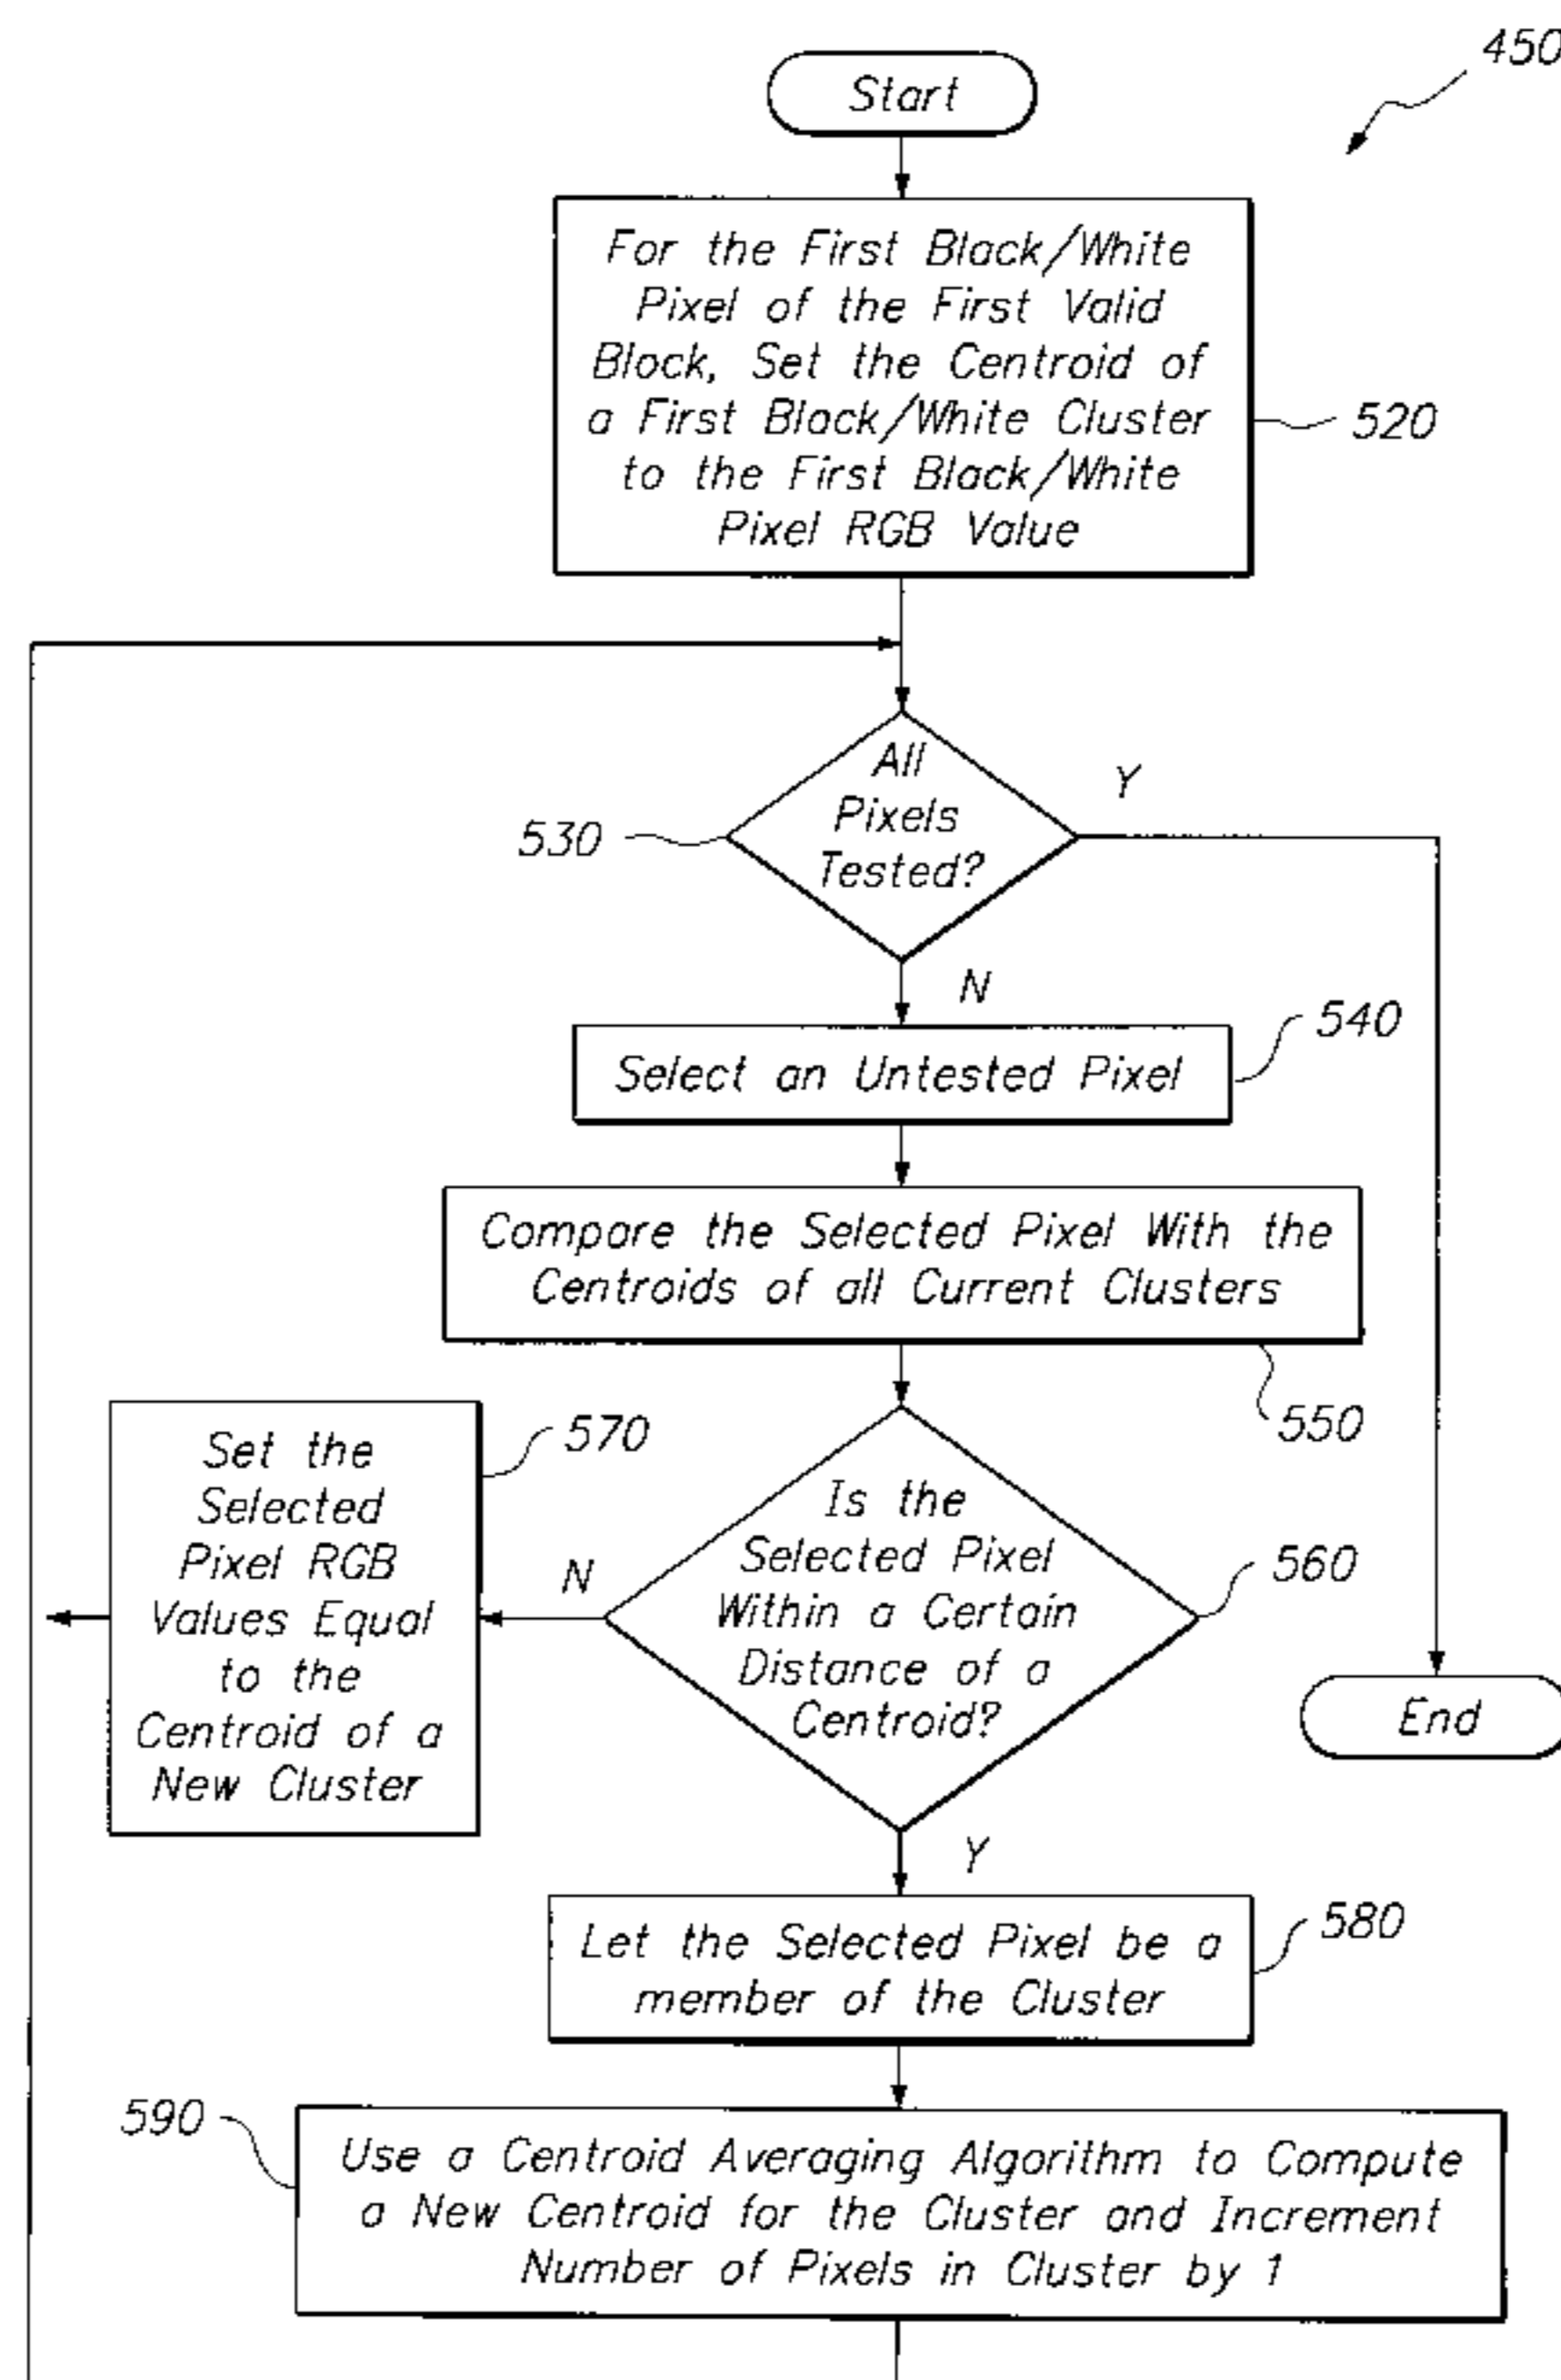 450
Start
For the First Black/White
Pixel of the First Valid
Block, Set the Centroid of
a First Black/White Cluster
to the First Black/White
Pixel RGB Value
520
All
Pixels
Tested?
Y
530
N
540
Select an Untested Pixel
Compare the Selected Pixel With the
Centroids of all Current Clusters
550
570
Set the
Selected
Pixel RGB
Values Equal
to the
Centroid of a
New Cluster
N
Is the
Selected Pixel
Within a Certain
Distance of a
Centroid?
560
End
Y
580
Let the Selected Pixel be a
member of the Cluster
590
Use a Centroid Averaging Algorithm to Compute
a New Centroid for the Cluster and Increment
Number of Pixels in Cluster by 1